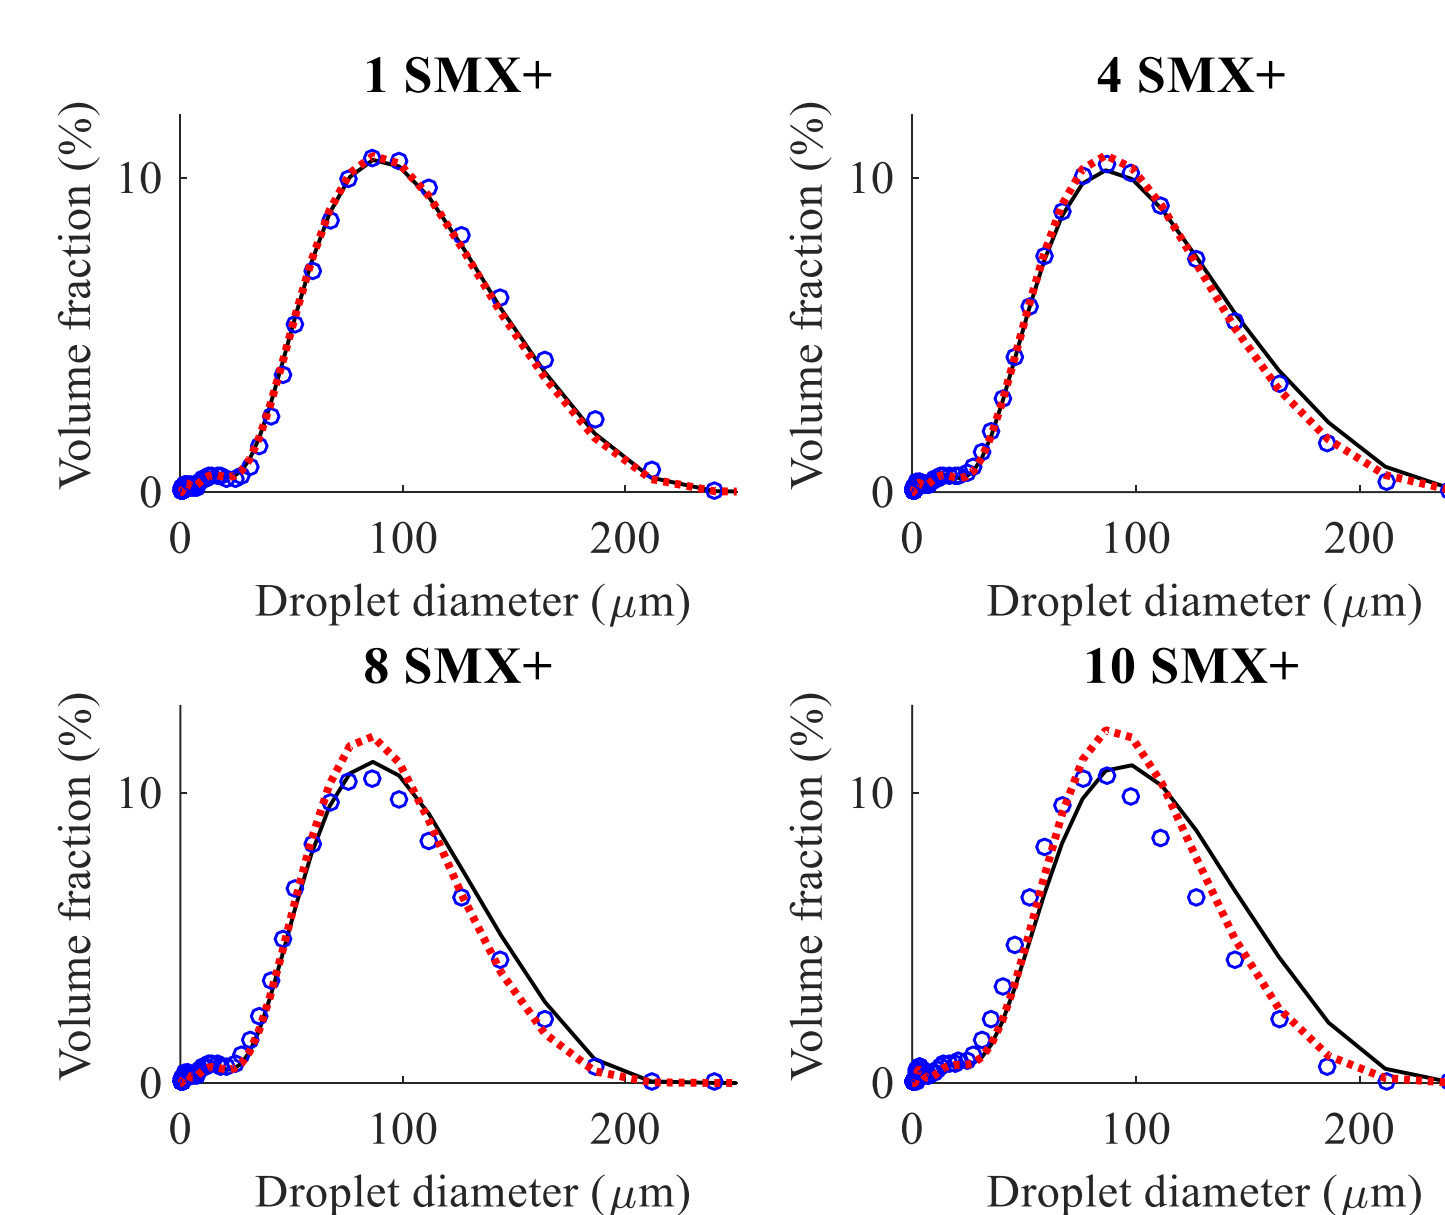 1 SMX+
Volume fraction (%)
10
0
0 100 200
Droplet diameter (μm)
4 SMX+
Volume fraction (%)
10
0
0 100 200
Droplet diameter (μm)
8 SMX+
Volume fraction (%)
10
0
0 100 200
Droplet diameter (μm)
10 SMX+
Volume fraction (%)
10
0
0 100 200
Droplet diameter (μm)